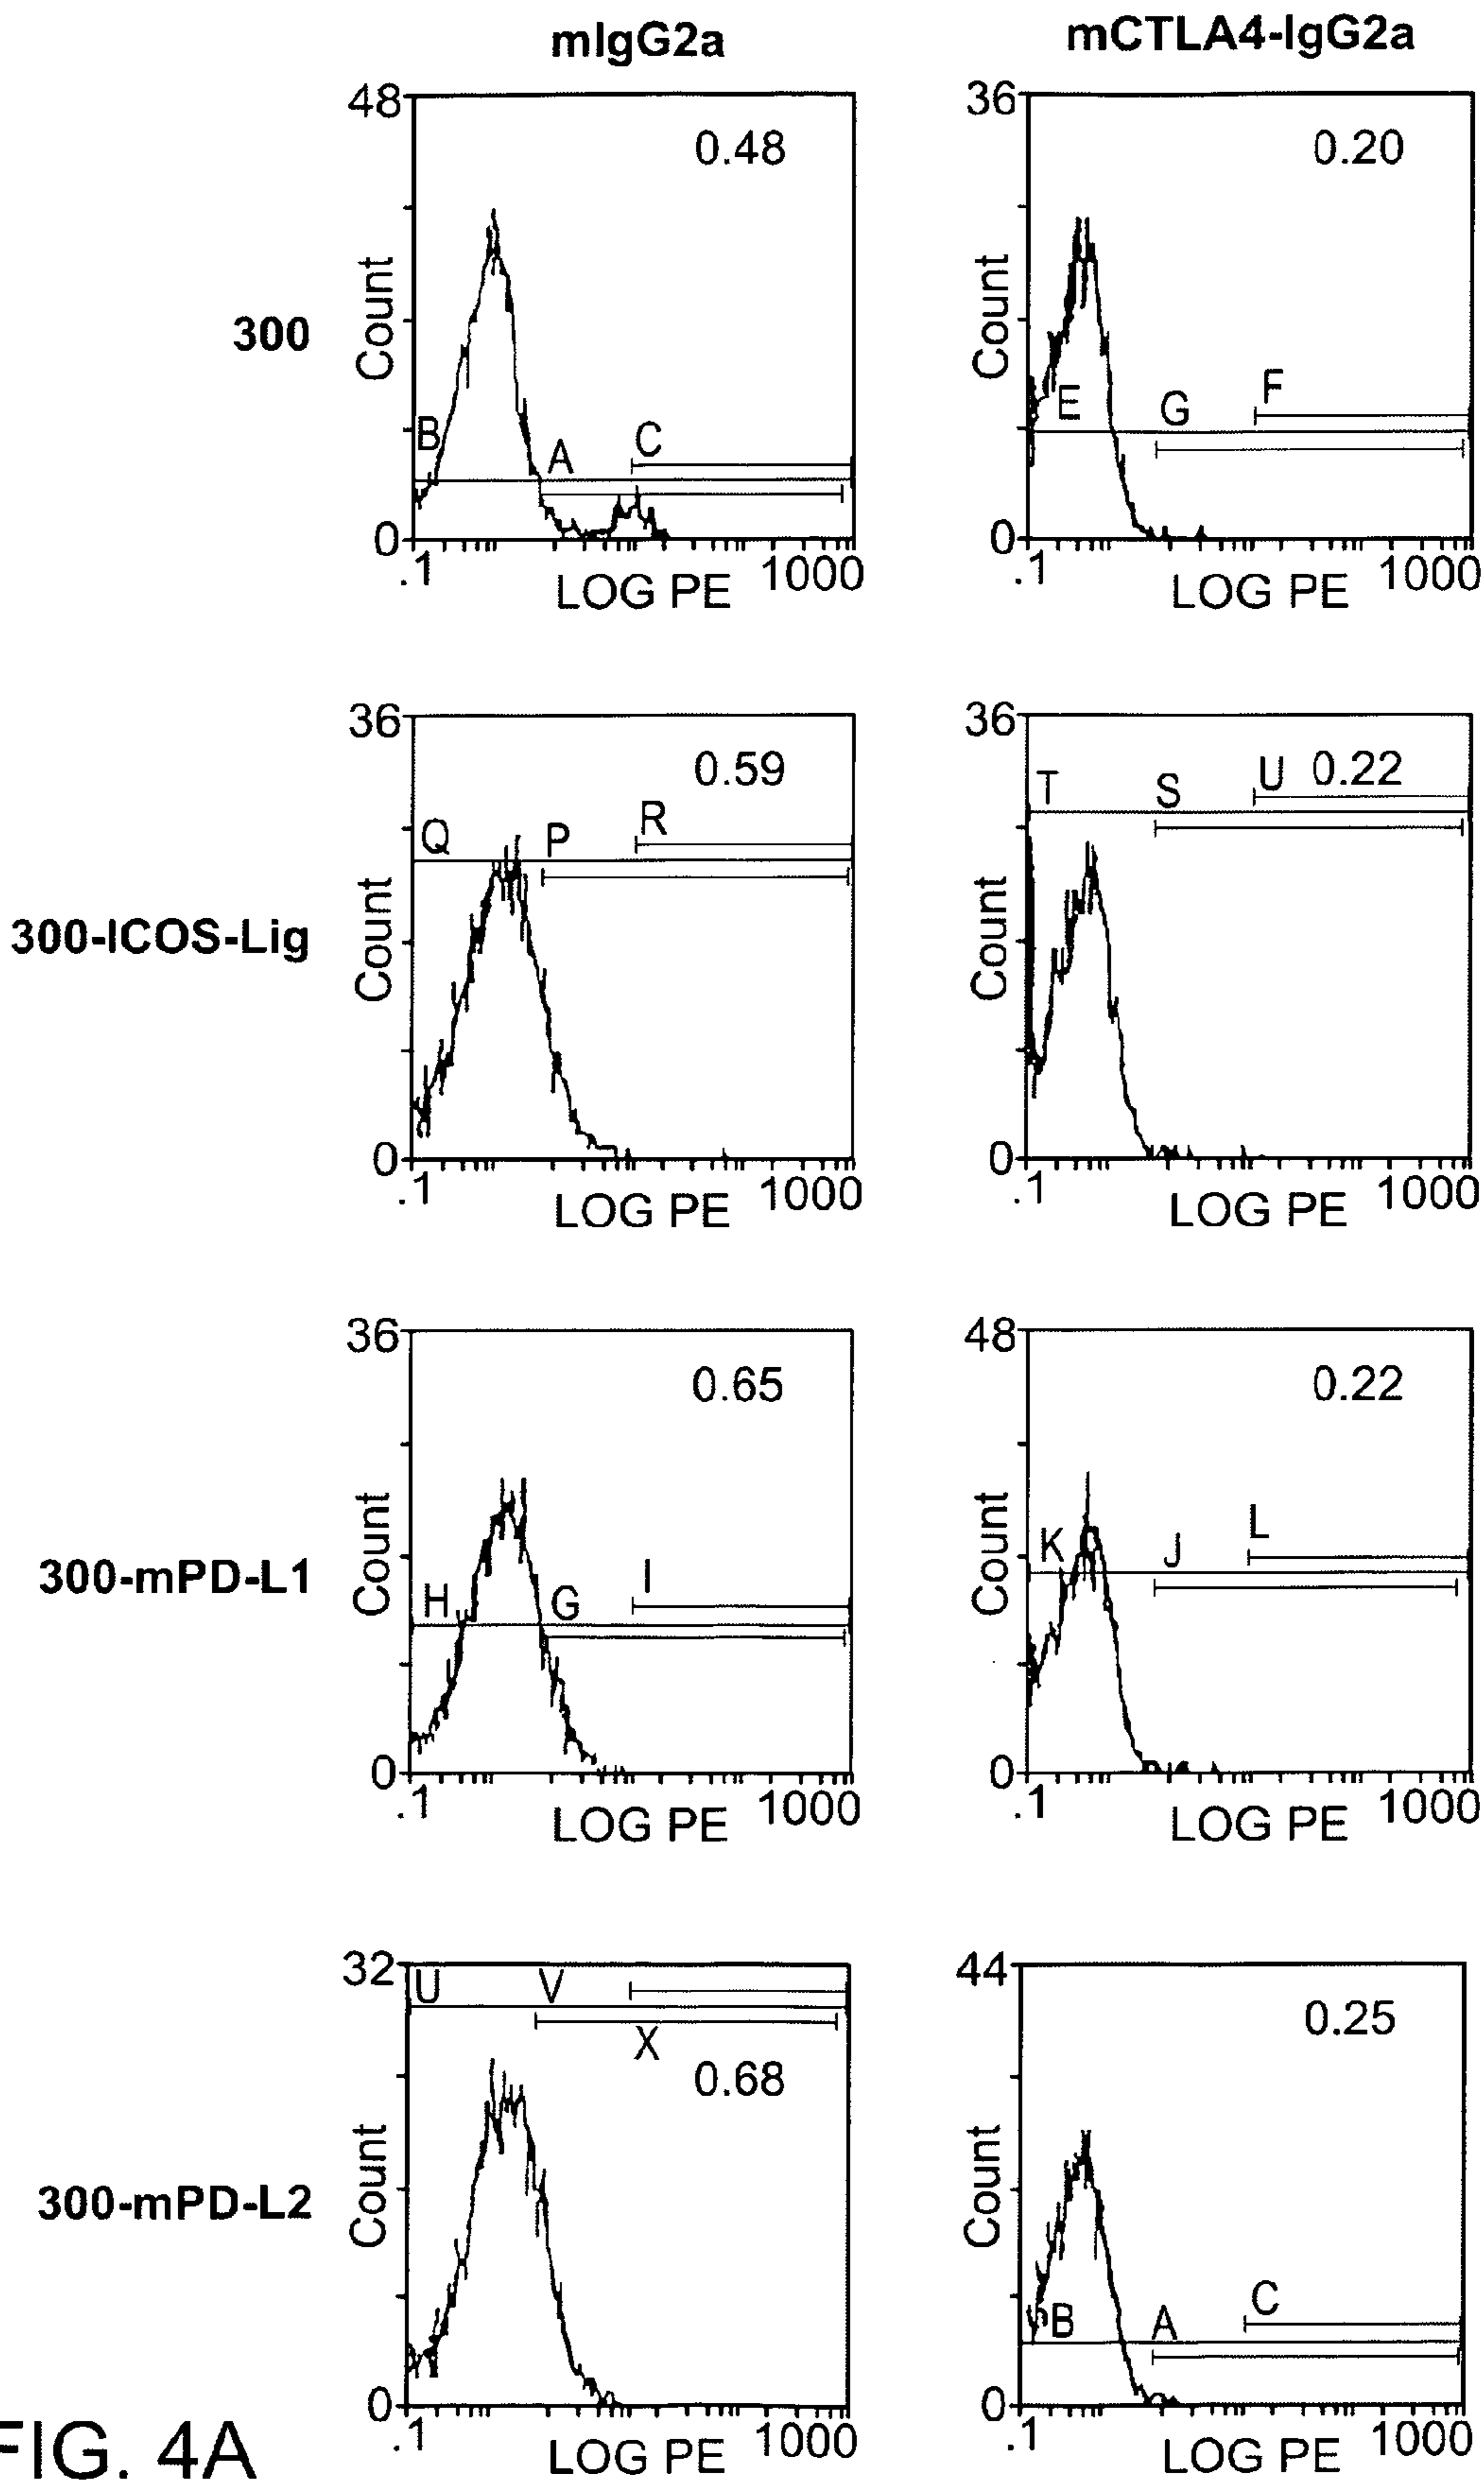 mIgG2a mCTLA4-IgG2a
300
48 0.48
Count
B A C
0
.1 1000
LOG PE
36 0.20
Count
E G F
0
.1 1000
LOG PE
300-ICOS-Lig
36 0.59
Count
Q P R
0
.1 1000
LOG PE
36
T S U 0.22
Count
0
.1 1000
LOG PE
300-mPD-L1
36 0.65
Count
H G I
0
.1 1000
LOG PE
48 0.22
Count
K J L
0
.1 1000
LOG PE
300-mPD-L2
32
U V
X
0.68
Count
0
.1 1000
LOG PE
44 0.25
Count
B A C
0
.1 1000
LOG PE
FIG. 4A